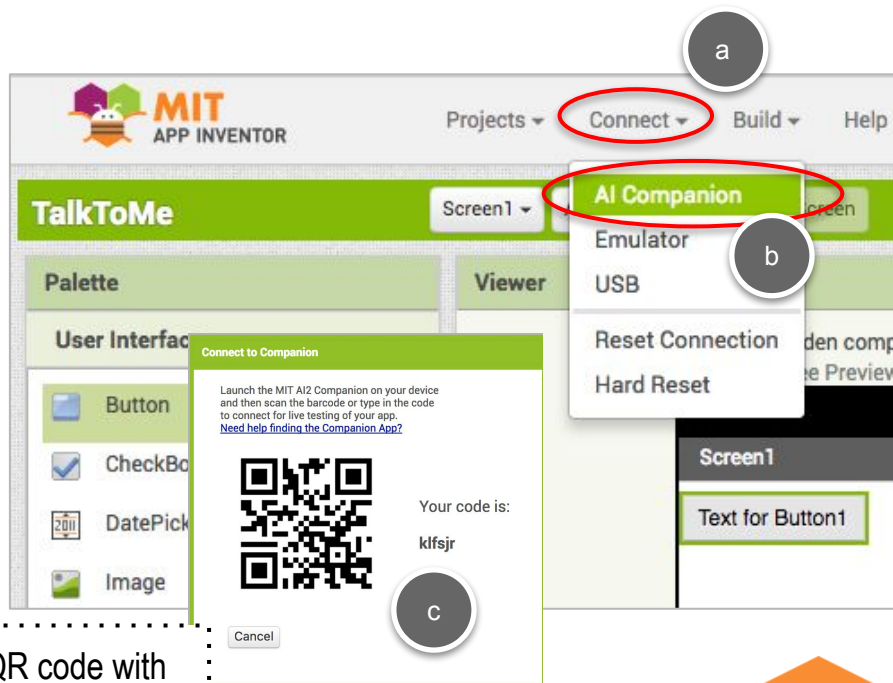 a
MIT
APP INVENTOR
Projects
Connect
Build
Help
TalkToMe
Screen1
AI Companion
Emulator
b
USB
Reset Connection
Hard Reset
Palette
Viewer
User Interfac
Button
CheckBo
DatePick
Image
Connect to Companion
Launch the MIT AI2 Companion on your device
and then scan the barcode or type in the code
to connect for live testing of your app.
Need help finding the Companion App?
Your code is:
klfsjr
c
Cancel
den comp
e Preview
Screen1
Text for Button1
QR code with